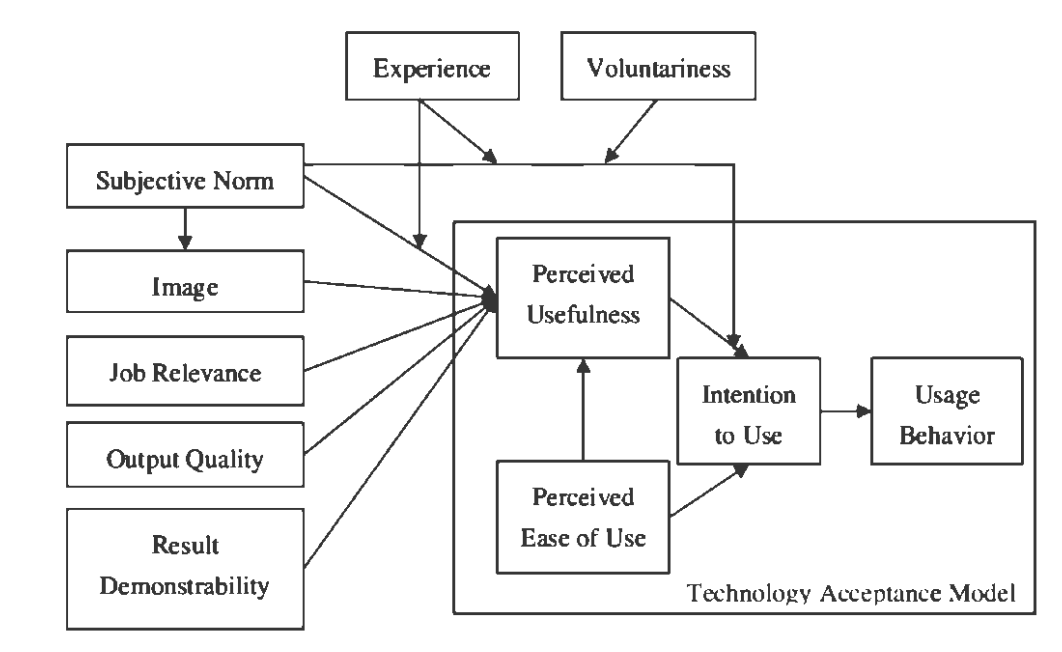 Experience
Voluntariness
Subjective Norm
Image
Job Relevance
Output Quality
Result
Demonstrability
Perceived
Usefulness
Intention
to Use
Usage
Behavior
Perceived
Ease of Use
Technology Acceptance Model